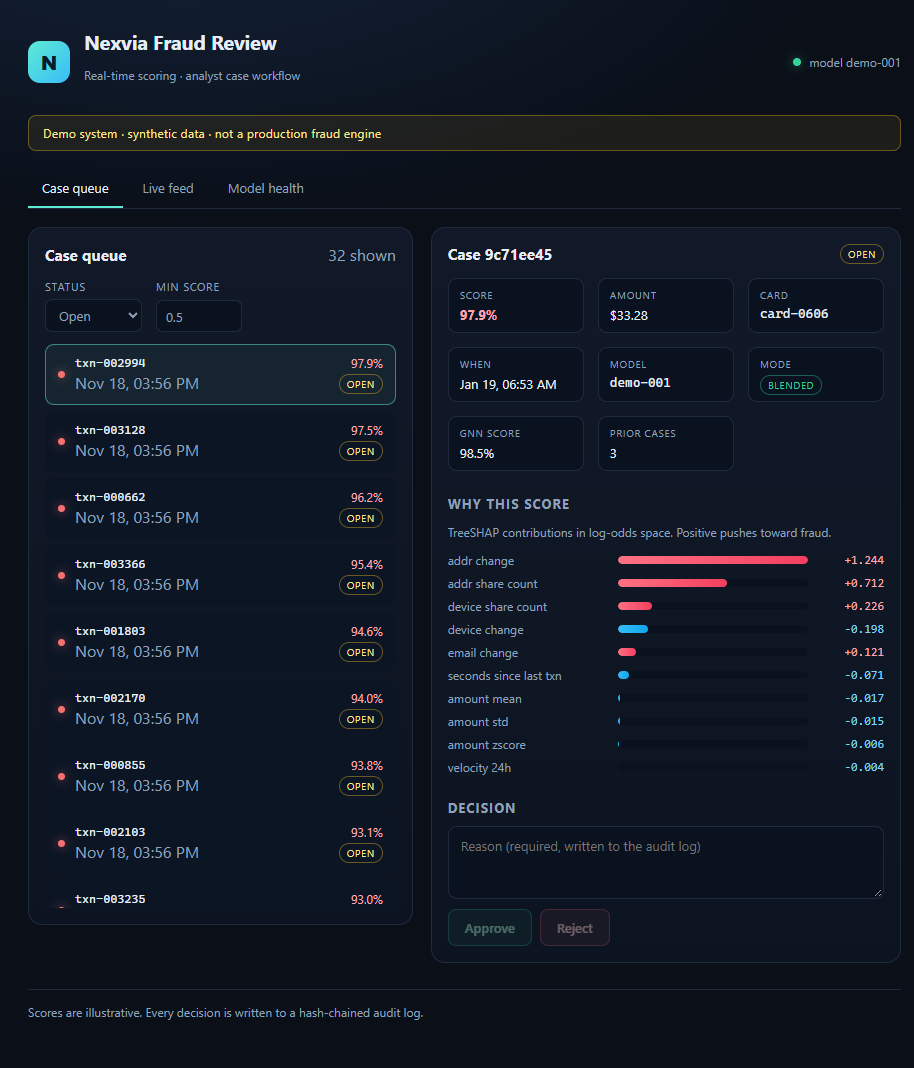 N
Nexvia Fraud Review
Real-time scoring · analyst case workflow
model demo-001
Demo system · synthetic data · not a production fraud engine
Case queue
Live feed
Model health
Case queue
32 shown
STATUS
MIN SCORE
Open
0.5
txn-002994
97.9%
Nov 18, 03:56 PM
OPEN
txn-003128
97.5%
Nov 18, 03:56 PM
OPEN
txn-000662
96.2%
Nov 18, 03:56 PM
OPEN
txn-003366
95.4%
Nov 18, 03:56 PM
OPEN
txn-001803
94.6%
Nov 18, 03:56 PM
OPEN
txn-002170
94.0%
Nov 18, 03:56 PM
OPEN
txn-000855
93.8%
Nov 18, 03:56 PM
OPEN
txn-002103
93.1%
Nov 18, 03:56 PM
OPEN
txn-003235
93.0%
Case 9c71ee45
OPEN
SCORE
97.9%
AMOUNT
$33.28
CARD
card-0606
WHEN
Jan 19, 06:53 AM
MODEL
demo-001
MODE
BLENDED
GNN SCORE
98.5%
PRIOR CASES
3
WHY THIS SCORE
TreeSHAP contributions in log-odds space. Positive pushes toward fraud.
addr change +1.244
addr share count +0.712
device share count +0.226
device change -0.198
email change +0.121
seconds since last txn -0.071
amount mean -0.017
amount std -0.015
amount zscore -0.006
velocity 24h -0.004
DECISION
Reason (required, written to the audit log)
Approve
Reject
Scores are illustrative. Every decision is written to a hash-chained audit log.